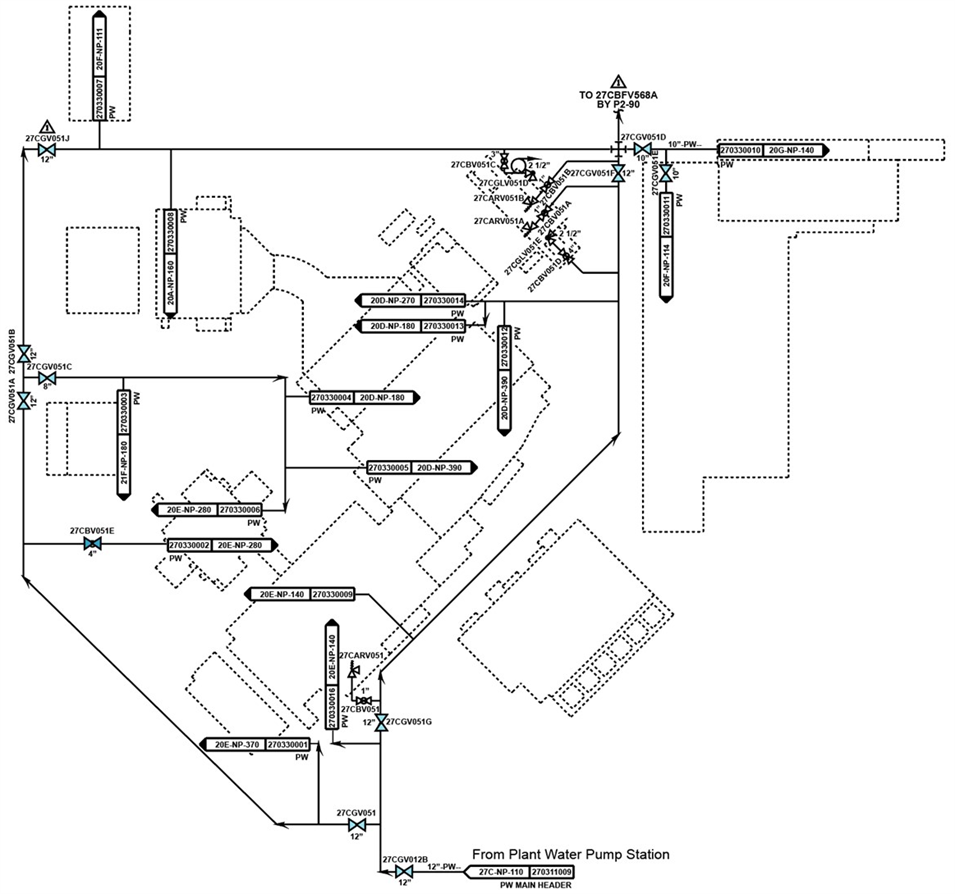 20F-NP-111
270330007
PW
1
TO 27CBFV568A
BY P2-90
27CGV051J
12"
27CGV051D
10"
10"-PW--
270330010 20G-NP-140
PW
3"
27CBV051C
2 1/2"
27CGLV051D
27CBV051B
1"
27CARV051B
27CGV051F
12"
27CGV051E
10"
270330011
PW
20F-NP-114
27CARV051A
27CBV051A
1"
2 1/2"
27CGLV051E
27CBV051D
PW
270330008
20A-NP-160
20D-NP-270 270330014
PW
20D-NP-180 270330013
PW
270330012
PW
20D-NP-390
27CGV051B
12"
27CGV051C
8"
27CGV051A
12"
270330003
PW
21F-NP-180
270330004 20D-NP-180
PW
270330005 20D-NP-390
PW
20E-NP-280 270330006
PW
27CBV051E
4"
270330002 20E-NP-280
PW
20E-NP-140 270330009
20E-NP-140
270330016
PW
27CARV051
1"
27CBV051
12"
27CGV051G
20E-NP-370 270330001
PW
27CGV051
12"
From Plant Water Pump Station
27CGV012B
12"
12"-PW--
27C-NP-110 270311009
PW MAIN HEADER